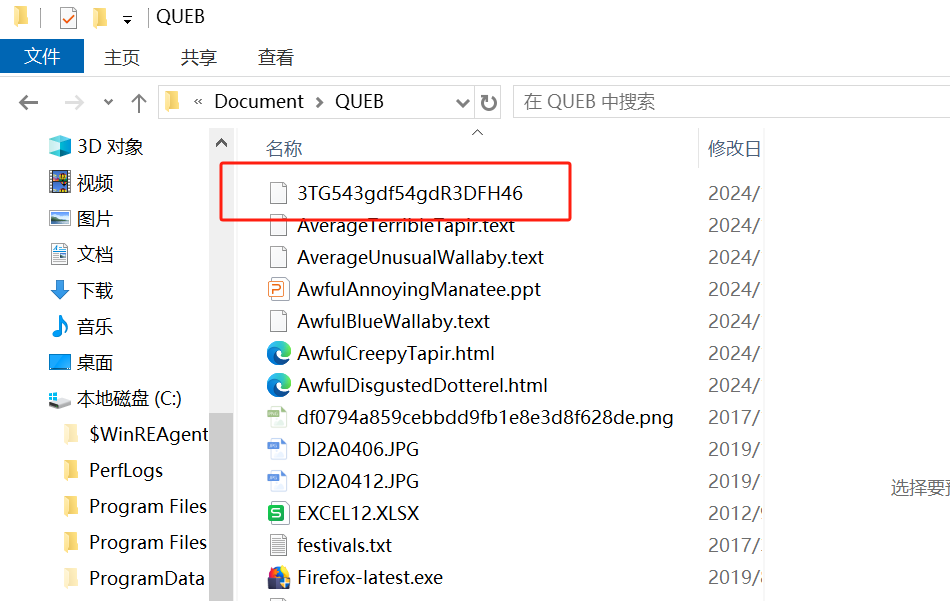 QUEB
文件 主页 共享 查看
« Document › QUEB 在 QUEB 中搜索
3D 对象
视频
图片
文档
下载
音乐
桌面
本地磁盘 (C:)
$WinREAgent
PerfLogs
Program Files
Program Files
ProgramData
名称 修改日
3TG543gdf54gdR3DFH46 2024/
AverageTerribleTapir.text 2024/
AverageUnusualWallaby.text 2024/
AwfulAnnoyingManatee.ppt 2024/
AwfulBlueWallaby.text 2024/
AwfulCreepyTapir.html 2024/
AwfulDisgustedDotterel.html 2024/
df0794a859cebbdd9fb1e8e3d8f628de.png 2017/
DI2A0406.JPG 2019/
DI2A0412.JPG 2019/
EXCEL12.XLSX 2012/
festivals.txt 2017/
Firefox-latest.exe 2019/
选择要